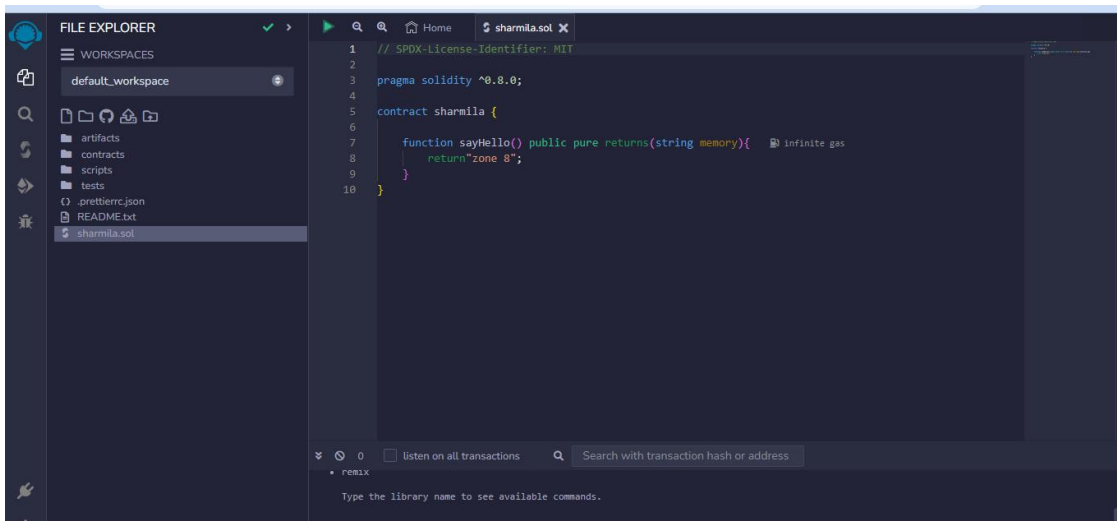 FILE EXPLORER
WORKSPACES
default_workspace
artifacts
contracts
scripts
tests
{} .prettierrc.json
README.txt
sharmila.sol
Home
sharmila.sol
1 // SPDX-License-Identifier: MIT
2
3 pragma solidity ^0.8.0;
4
5 contract sharmila {
6
7 function sayHello() public pure returns(string memory){ infinite gas
8 return"zone 8";
9 }
10 }
0 listen on all transactions Search with transaction hash or address
• remix
Type the library name to see available commands.